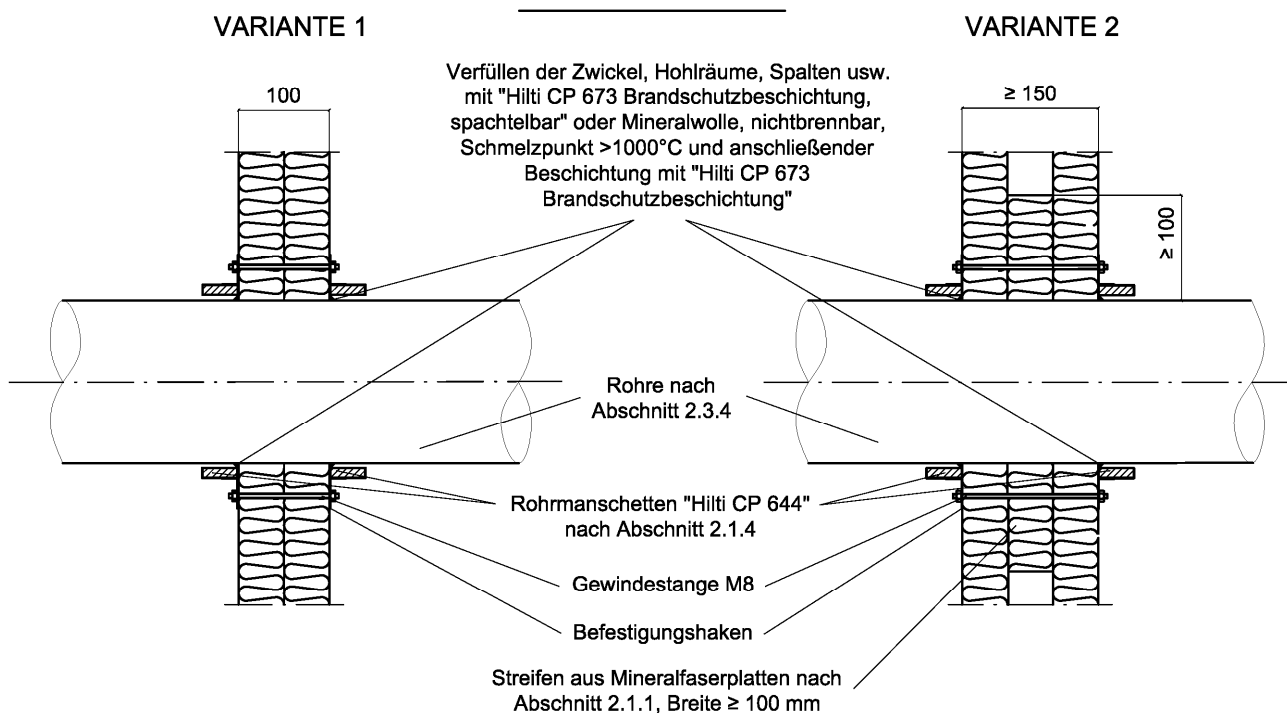 VARIANTE 1
VARIANTE 2
Verfüllen der Zwickel, Hohlräume, Spalten usw.
mit "Hilti CP 673 Brandschutzbeschichtung,
spachtelbar" oder Mineralwolle, nichtbrennbar,
Schmelzpunkt >1000°C und anschließender
Beschichtung mit "Hilti CP 673
Brandschutzbeschichtung"
100
≥ 150
≥ 100
Rohre nach
Abschnitt 2.3.4
Rohrmanschetten "Hilti CP 644"
nach Abschnitt 2.1.4
Gewindestange M8
Befestigungshaken
Streifen aus Mineralfaserplatten nach
Abschnitt 2.1.1, Breite ≥ 100 mm